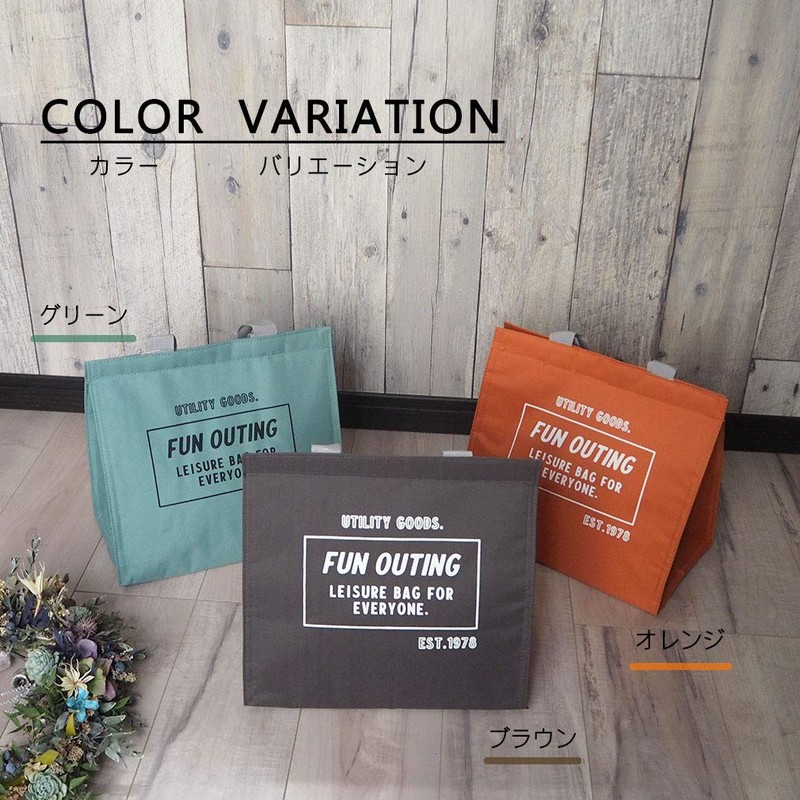 COLOR VARIATION
カラー バリエーション
グリーン
UTILITY GOODS.
FUN OUTING
LEISURE BAG FOR
EVERYO
UTILITY GOODS.
FUN OUTING
LEISURE BAG FOR
EVERYONE.
EST.1978
UTILITY GOODS.
FUN OUTING
LEISURE BAG FOR
EVERYONE.
EST.1978
オレンジ
ブラウン